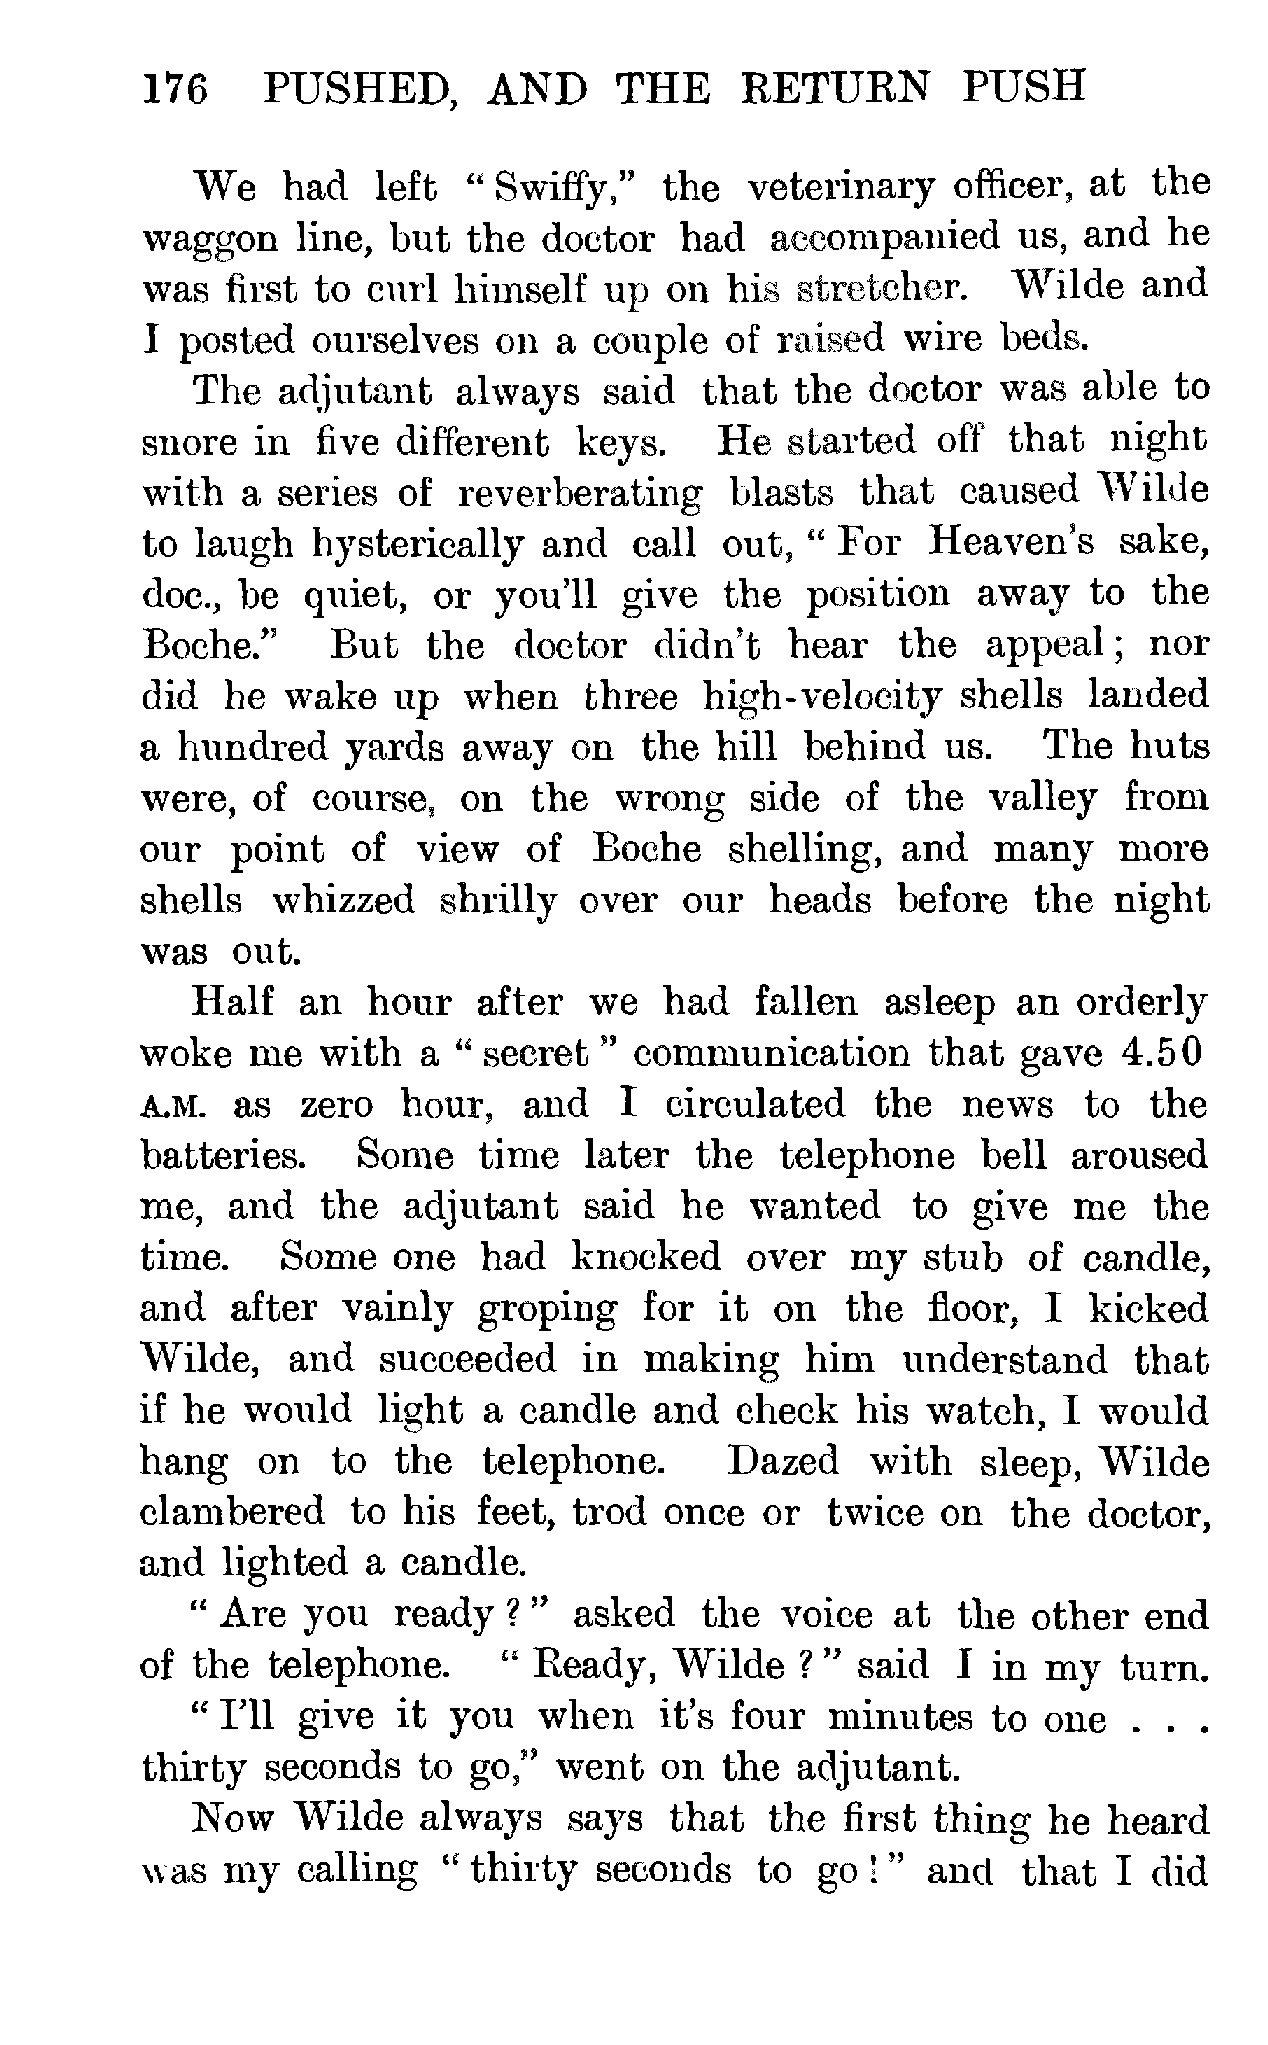 176 PUSHED, AND THE RETURN PUSH
We had left “ Swiffy,” the veterinary officer, at the
waggon line, but the doctor had accompanied us, and he
was first to curl himself up on his stretcher. Wilde and
I posted ourselves on a couple of raised wire beds.
The adjutant always said that the doctor was able to
snore in five different keys. He started off that night
with a series of reverberating blasts that caused Wilde
to laugh hysterically and call out, “ For Heaven’s sake,
doc., be quiet, or you’ll give the position away to the
Boche.” But the doctor didn’t hear the appeal ; nor
did he wake up when three high-velocity shells landed
a hundred yards away on the hill behind us. The huts
were, of course, on the wrong side of the valley from
our point of view of Boche shelling, and many more
shells whizzed shrilly over our heads before the night
was out.
Half an hour after we had fallen asleep an orderly
woke me with a “ secret ” communication that gave 4.50
A.M. as zero hour, and I circulated the news to the
batteries. Some time later the telephone bell aroused
me, and the adjutant said he wanted to give me the
time. Some one had knocked over my stub of candle,
and after vainly groping for it on the floor, I kicked
Wilde, and succeeded in making him understand that
if he would light a candle and check his watch, I would
hang on to the telephone. Dazed with sleep, Wilde
clambered to his feet, trod once or twice on the doctor,
and lighted a candle.
“ Are you ready ? ” asked the voice at the other end
of the telephone. “ Ready, Wilde ? ” said I in my turn.
“ I’ll give it you when it’s four minutes to one . . .
thirty seconds to go,” went on the adjutant.
Now Wilde always says that the first thing he heard
was my calling “ thirty seconds to go ! ” and that I did